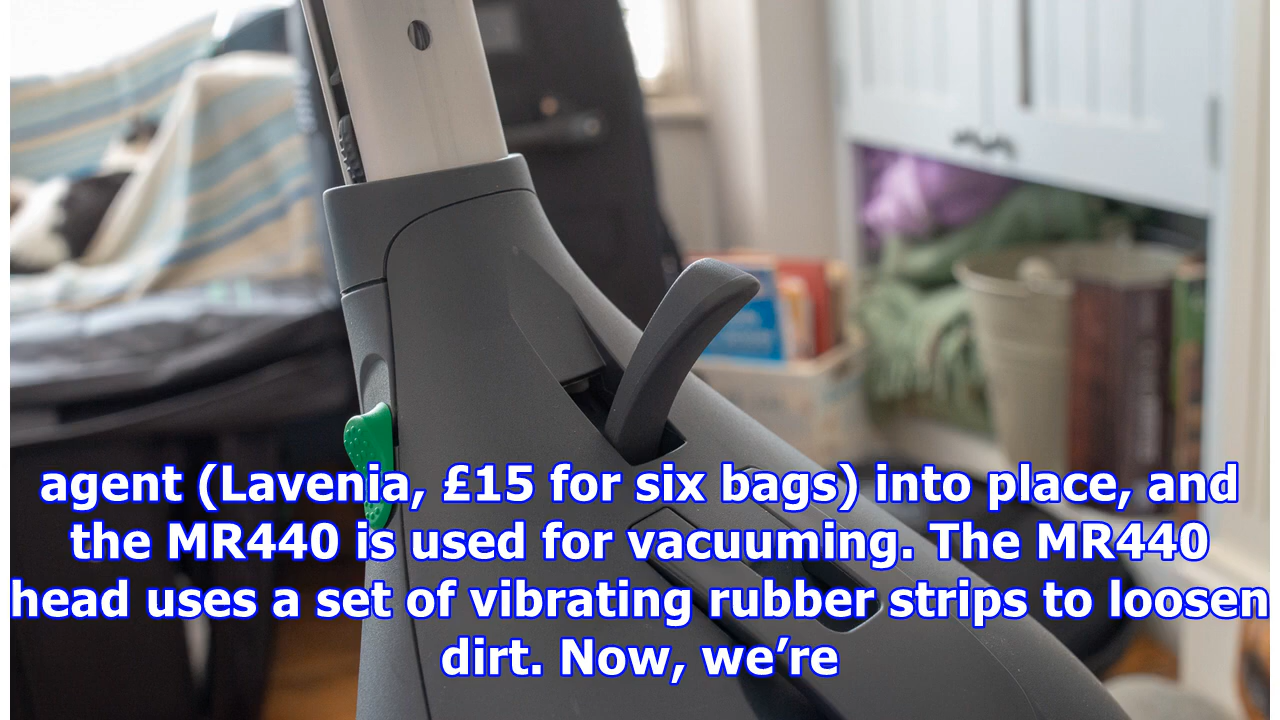 agent (Lavenia, £15 for six bags) into place, and
the MR440 is used for vacuuming. The MR440
head uses a set of vibrating rubber strips to loosen
dirt. Now, we’re